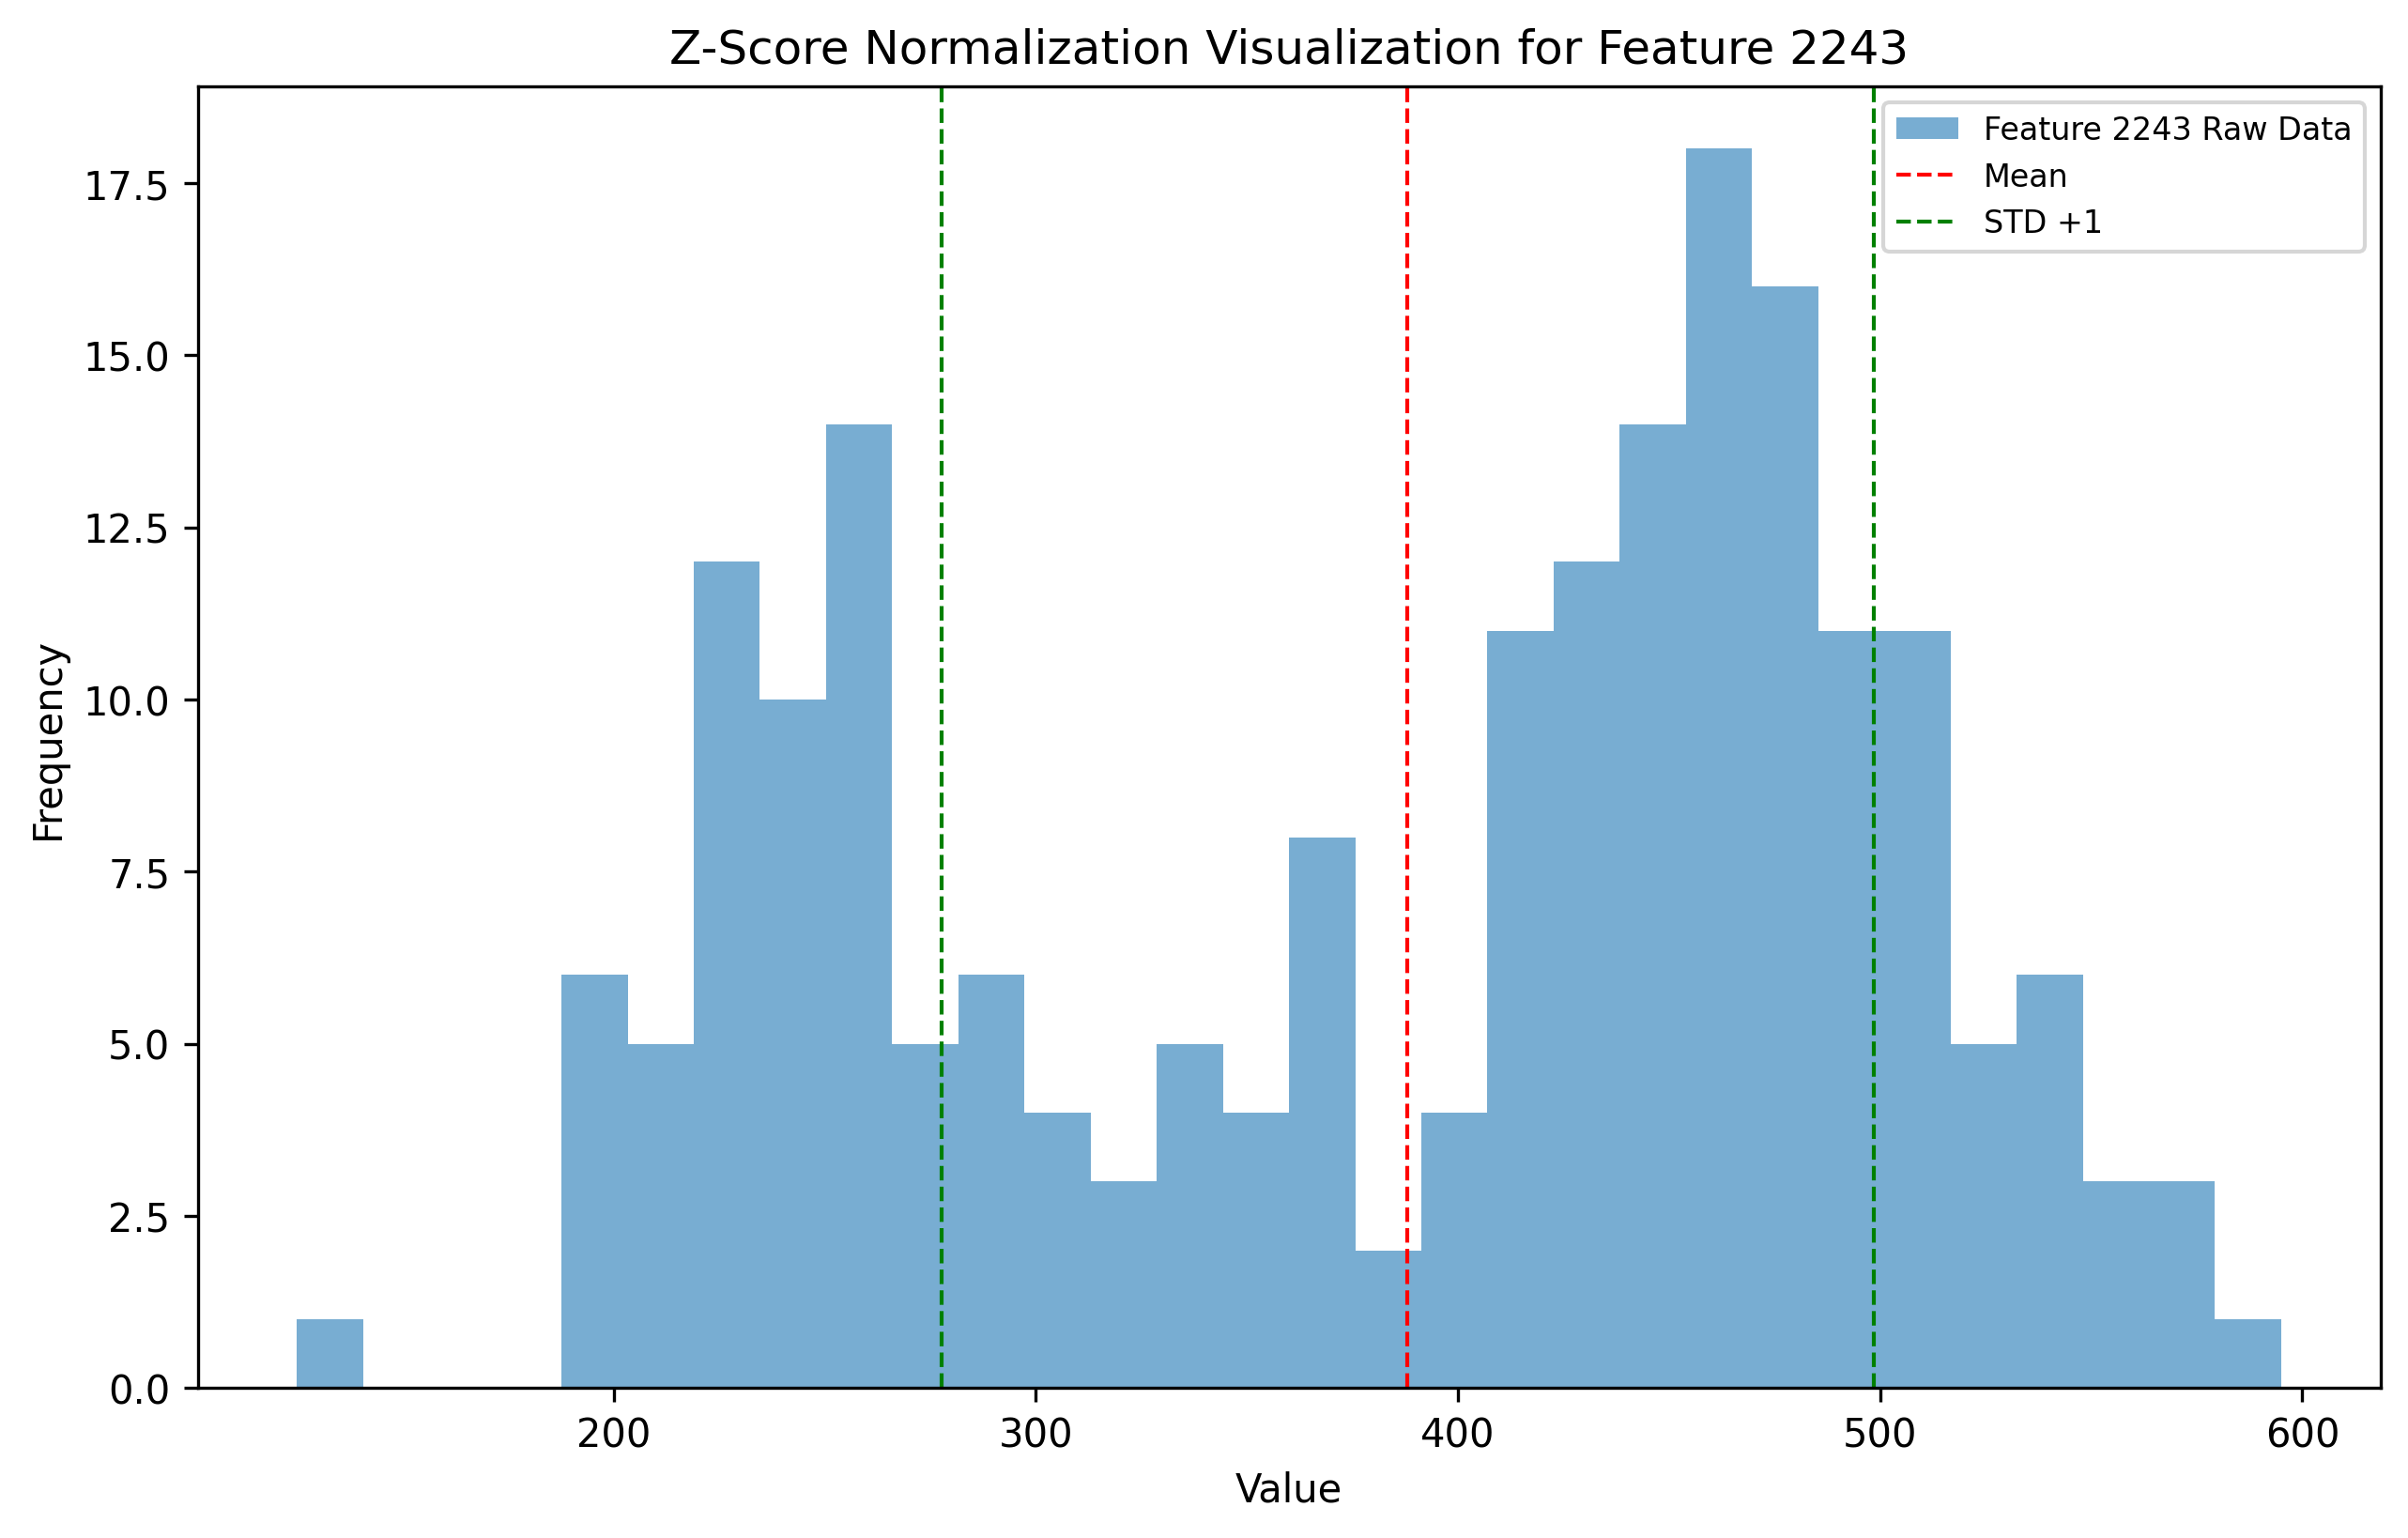 Z-Score Normalization Visualization for Feature 2243
Feature 2243 Raw Data
Mean
STD +1
17.5
15.0
12.5
10.0
7.5
5.0
2.5
0.0
Frequency
200 300 400 500 600
Value